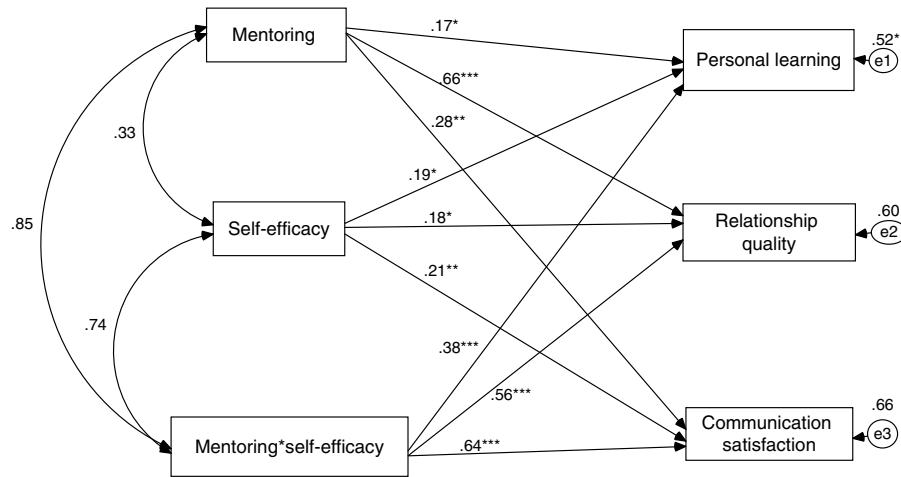 Mentoring
.17*
Personal learning
.52*
e1
.66***
.28**
.33
.19*
.85
Self-efficacy
.18*
Relationship
quality
.60
e2
.21**
.74
.38***
.56***
Mentoring*self-efficacy
.64***
Communication
satisfaction
.66
e3